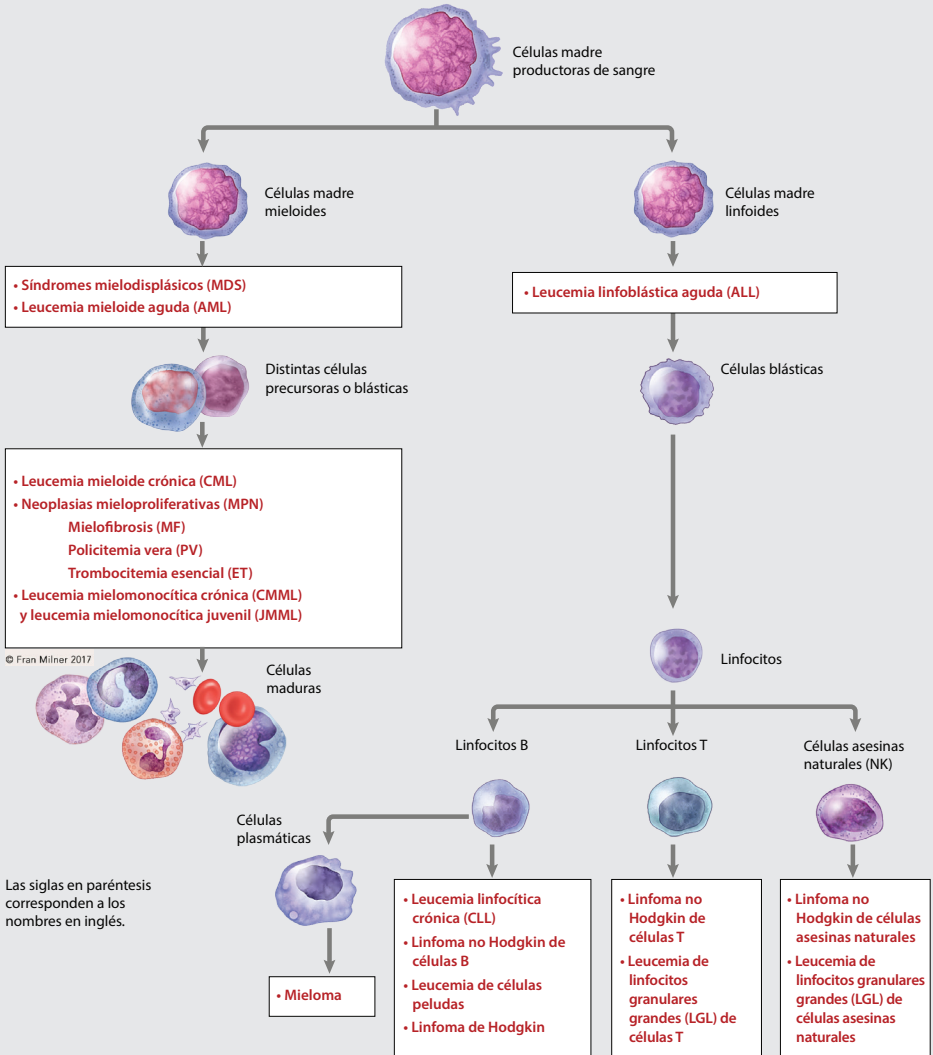 Células madre
productoras de sangre
Células madre
mieloides
Células madre
linfoides
• Síndromes mielodisplásicos (MDS)
• Leucemia mieloide aguda (AML)
• Leucemia linfoblástica aguda (ALL)
Distintas células
precursoras o blásticas
Células blásticas
• Leucemia mieloide crónica (CML)
• Neoplasias mieloproliferativas (MPN)
Mielofibrosis (MF)
Policitemia vera (PV)
Trombocitemia esencial (ET)
• Leucemia mielomonocítica crónica (CMML)
y leucemia mielomonocítica juvenil (JMML)
© Fran Milner 2017
Células
maduras
Linfocitos
Linfocitos B
Linfocitos T
Células asesinas
naturales (NK)
Células
plasmáticas
Las siglas en paréntesis
corresponden a los
nombres en inglés.
• Mieloma
• Leucemia linfocítica
crónica (CLL)
• Linfoma no Hodgkin de
células B
• Leucemia de células
peludas
• Linfoma de Hodgkin
• Linfoma no
Hodgkin de
células T
• Leucemia de
linfocitos
granulares
grandes (LGL) de
células T
• Linfoma no
Hodgkin de células
asesinas naturales
• Leucemia de
linfocitos granulares
grandes (LGL) de
células asesinas
naturales